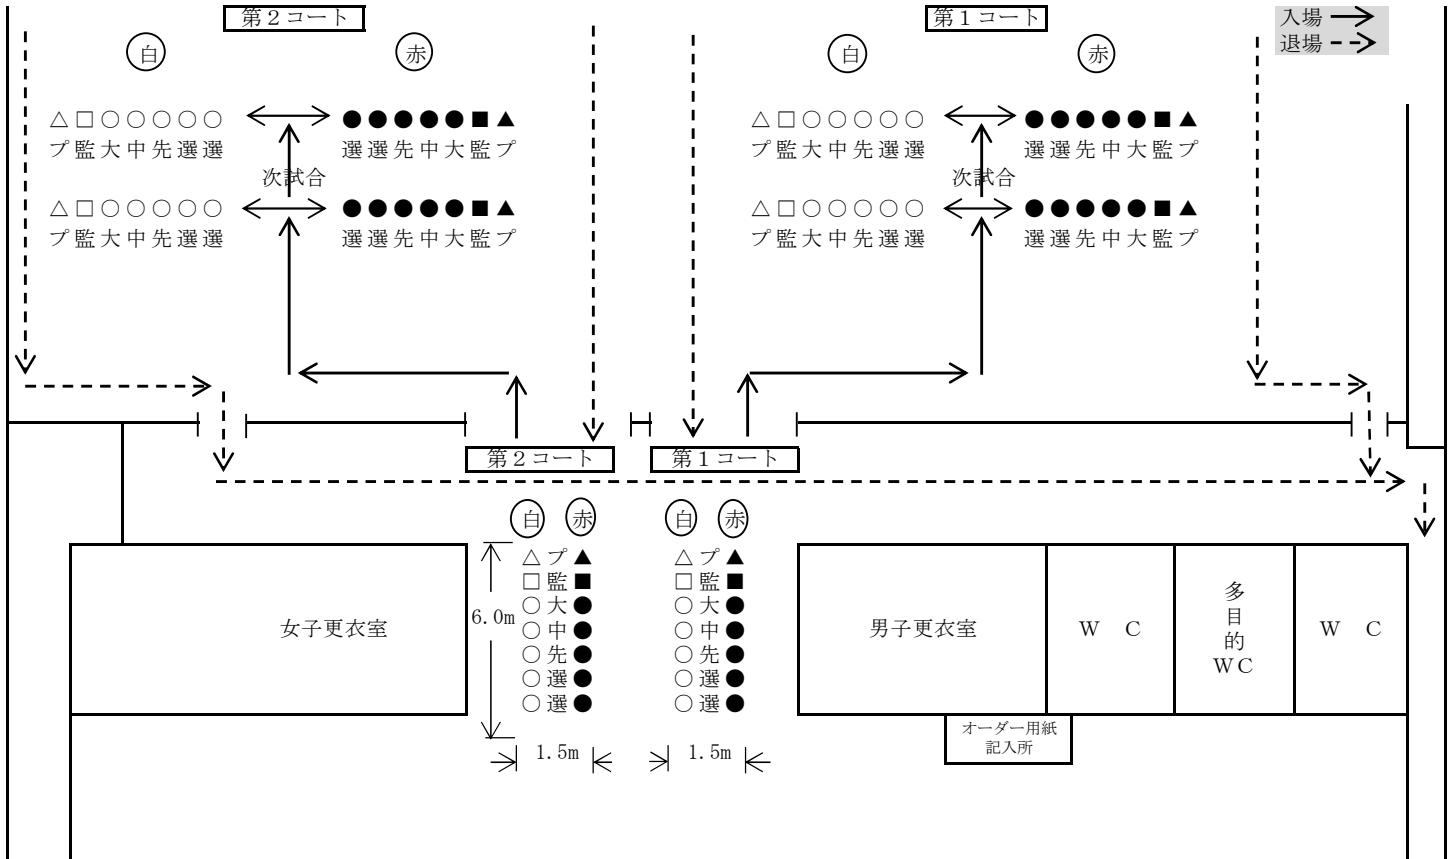 第２コート
第１コート
入場
退場
白
赤
白
赤
△□○○○○○
●●●●●■▲
△□○○○○○
●●●●●■▲
プ監大中先選選
選選先中大監プ
プ監大中先選選
選選先中大監プ
次試合
次試合
△□○○○○○
●●●●●■▲
△□○○○○○
●●●●●■▲
プ監大中先選選
選選先中大監プ
プ監大中先選選
選選先中大監プ
第２コート
第１コート
白
赤
白
赤
△プ▲
□監■
○大●
○中●
○先●
○選●
○選●
△プ▲
□監■
○大●
○中●
○先●
○選●
○選●
6.0m
1.5m
1.5m
女子更衣室
男子更衣室
Ｗ　Ｃ
多
目
的
ＷＣ
Ｗ　Ｃ
オーダー用紙
記入所